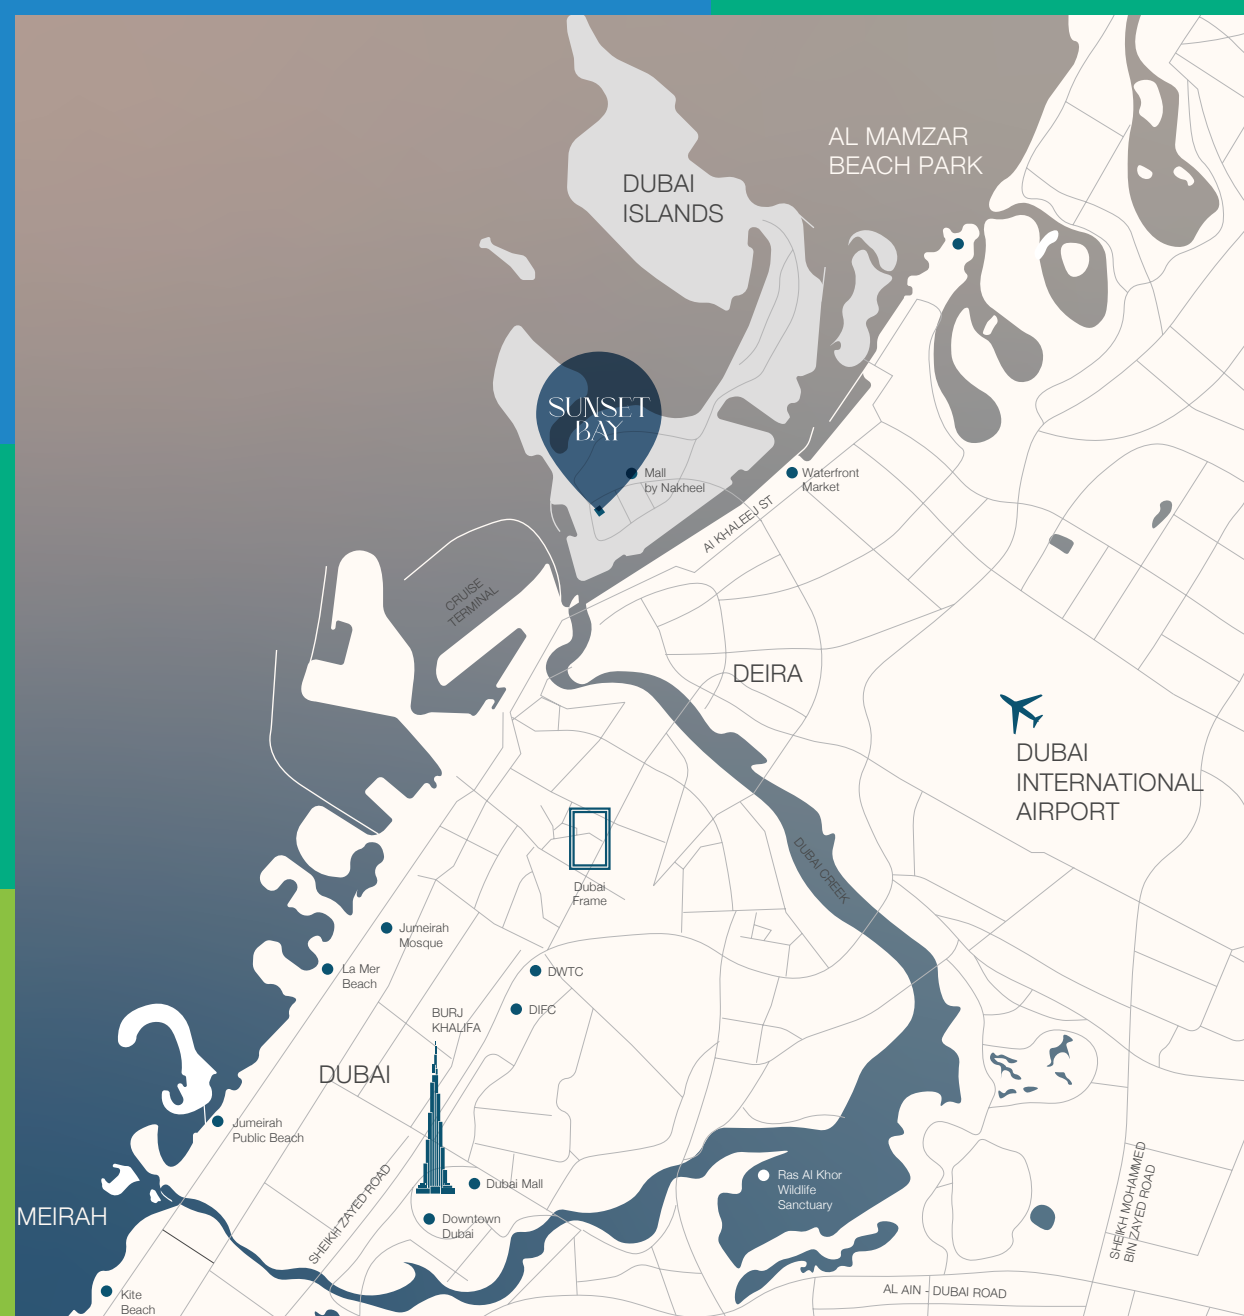 AL MAMZAR
BEACH PARK
DUBAI
ISLANDS
SUNSET
BAY
Mall
by Nakheel
Waterfront
Market
Al KHALEEJ ST
CRUISE
TERMINAL
DEIRA
DUBAI
INTERNATIONAL
AIRPORT
DUBAI CREEK
Dubai
Frame
Jumeirah
Mosque
La Mer
Beach
DWTC
DIFC
BURJ
KHALIFA
DUBAI
Jumeirah
Public Beach
Dubai Mall
Downtown
Dubai
SHEIKH ZAYED ROAD
Ras Al Khor
Wildlife
Sanctuary
SHEIKH MOHAMMED
BIN ZAYED ROAD
MEIRAH
Kite
Beach
AL AIN - DUBAI ROAD